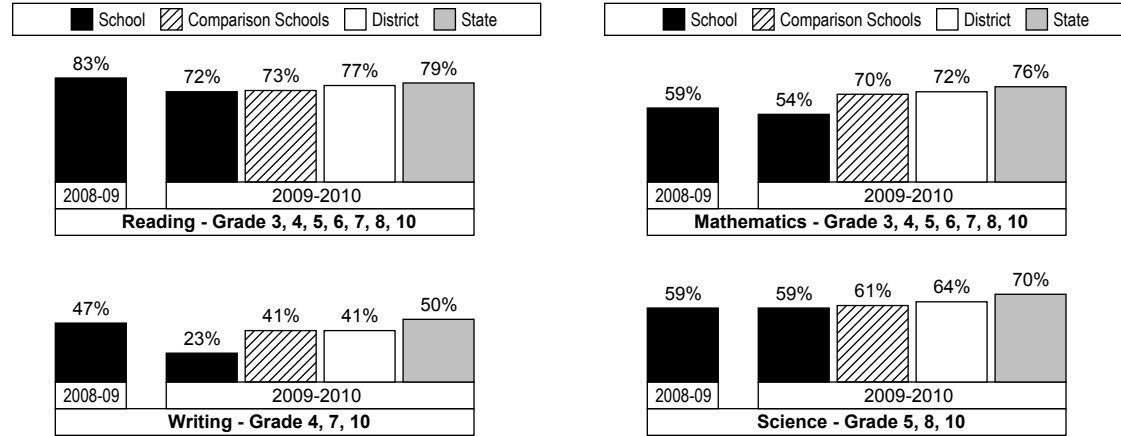 School Comparison Schools District State
83% 72% 73% 77% 79%
2008-09 2009-2010
Reading - Grade 3, 4, 5, 6, 7, 8, 10
School Comparison Schools District State
59% 54% 70% 72% 76%
2008-09 2009-2010
Mathematics - Grade 3, 4, 5, 6, 7, 8, 10
47% 23% 41% 41% 50%
2008-09 2009-2010
Writing - Grade 4, 7, 10
59% 59% 61% 64% 70%
2008-09 2009-2010
Science - Grade 5, 8, 10